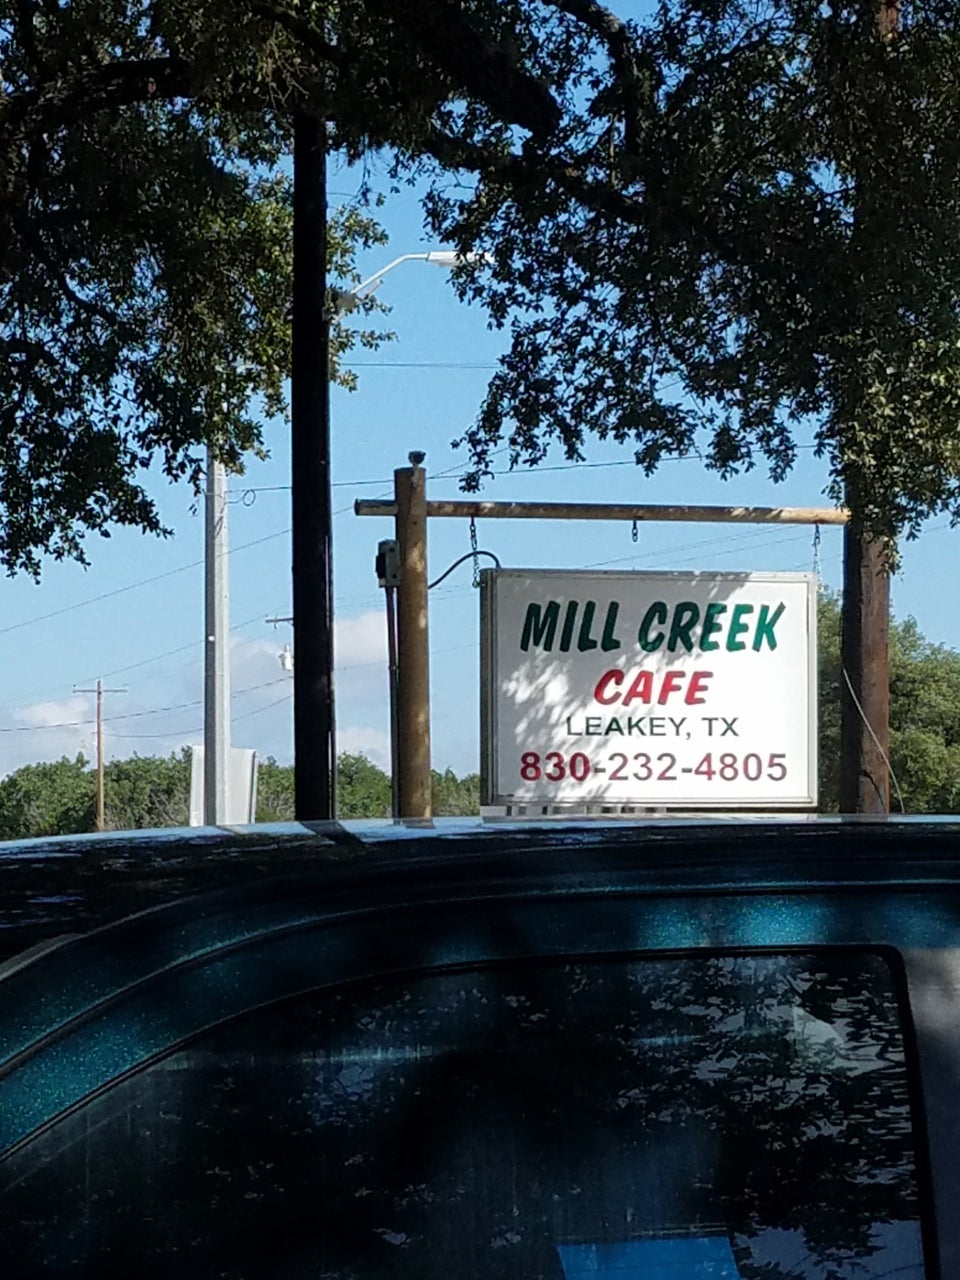 MILL CREEK
CAFE
LEAKEY, TX
830-232-4805